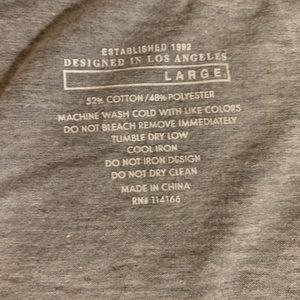 ESTABLISHED 1992
DESIGNED IN LOS ANGELES
LARGE
52% COTTON/48% POLYESTER
MACHINE WASH COLD WITH LIKE COLORS
DO NOT BLEACH REMOVE IMMEDIATELY
TUMBLE DRY LOW
COOL IRON
DO NOT IRON DESIGN
DO NOT DRY CLEAN
MADE IN CHINA
RN# 114166